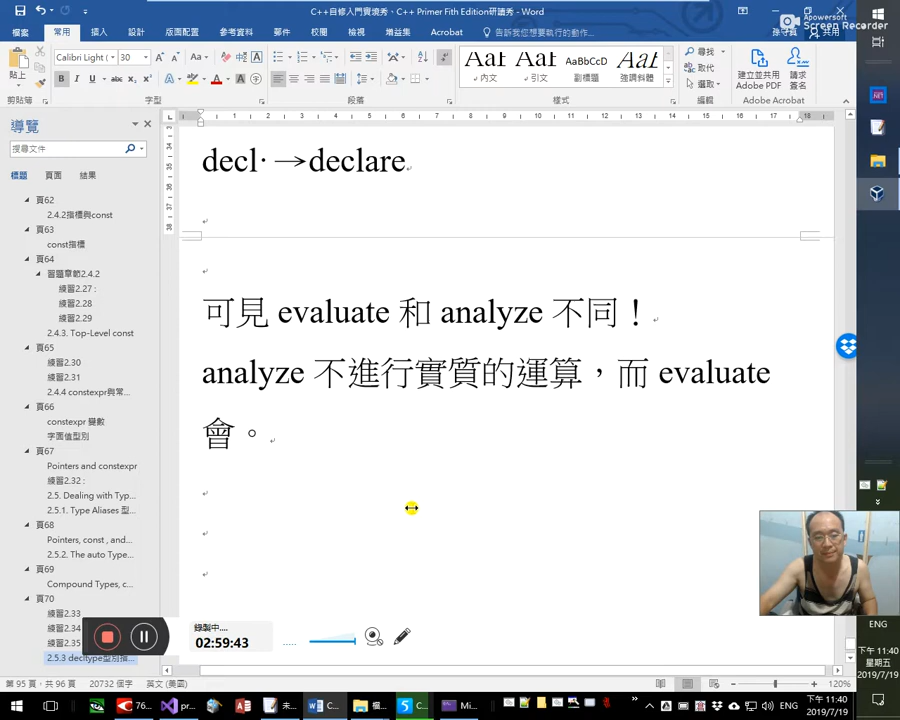 C++自修入門實境秀、C++ Primer Fith Edition研讀秀 - Word
Apowersoft
Screen Recorder
檔案 常用 插入 設計 版面配置 參考資料 郵件 校閱 檢視 增益集 Acrobat 告訴我您想要執行的動作... 孫守真 共用
貼上
Calibri Light ( 30
剪貼簿 字型 段落 樣式 編輯 Adobe Acrobat
內文 引文 副標題 強調斜體
AaBbCcD
尋找
取代
選取
建立並共用 Adobe PDF
請求簽名
導覽
搜尋文件
標題 頁面 結果
頁62
2.4.2指標與const
頁63
const指標
頁64
習題章節2.4.2
練習2.27 :
練習2.28
練習2.29
2.4.3. Top-Level const
頁65
練習2.30
練習2.31
2.4.4 constexpr與常...
頁66
constexpr 變數
字面值型別
頁67
Pointers and constexpr
練習2.32 :
2.5. Dealing with Typ...
2.5.1. Type Aliases 型...
頁68
Pointers, const , and...
2.5.2. The auto Type...
頁69
Compound Types, c...
頁70
練習2.33
練習2.34
練習2.35
2.5.3 decltype型別指...
decl· →declare
可見 evaluate 和 analyze 不同！
analyze 不進行實質的運算，而 evaluate
會。
錄製中....
02:59:43
第 95 頁，共 96 頁 20732 個字 英文 (美國)
120%
ENG
下午 11:40
星期五
2019/7/19
76... pr... 未... C... 檔... C... Mi...
ENG
下午 11:40
2019/7/19